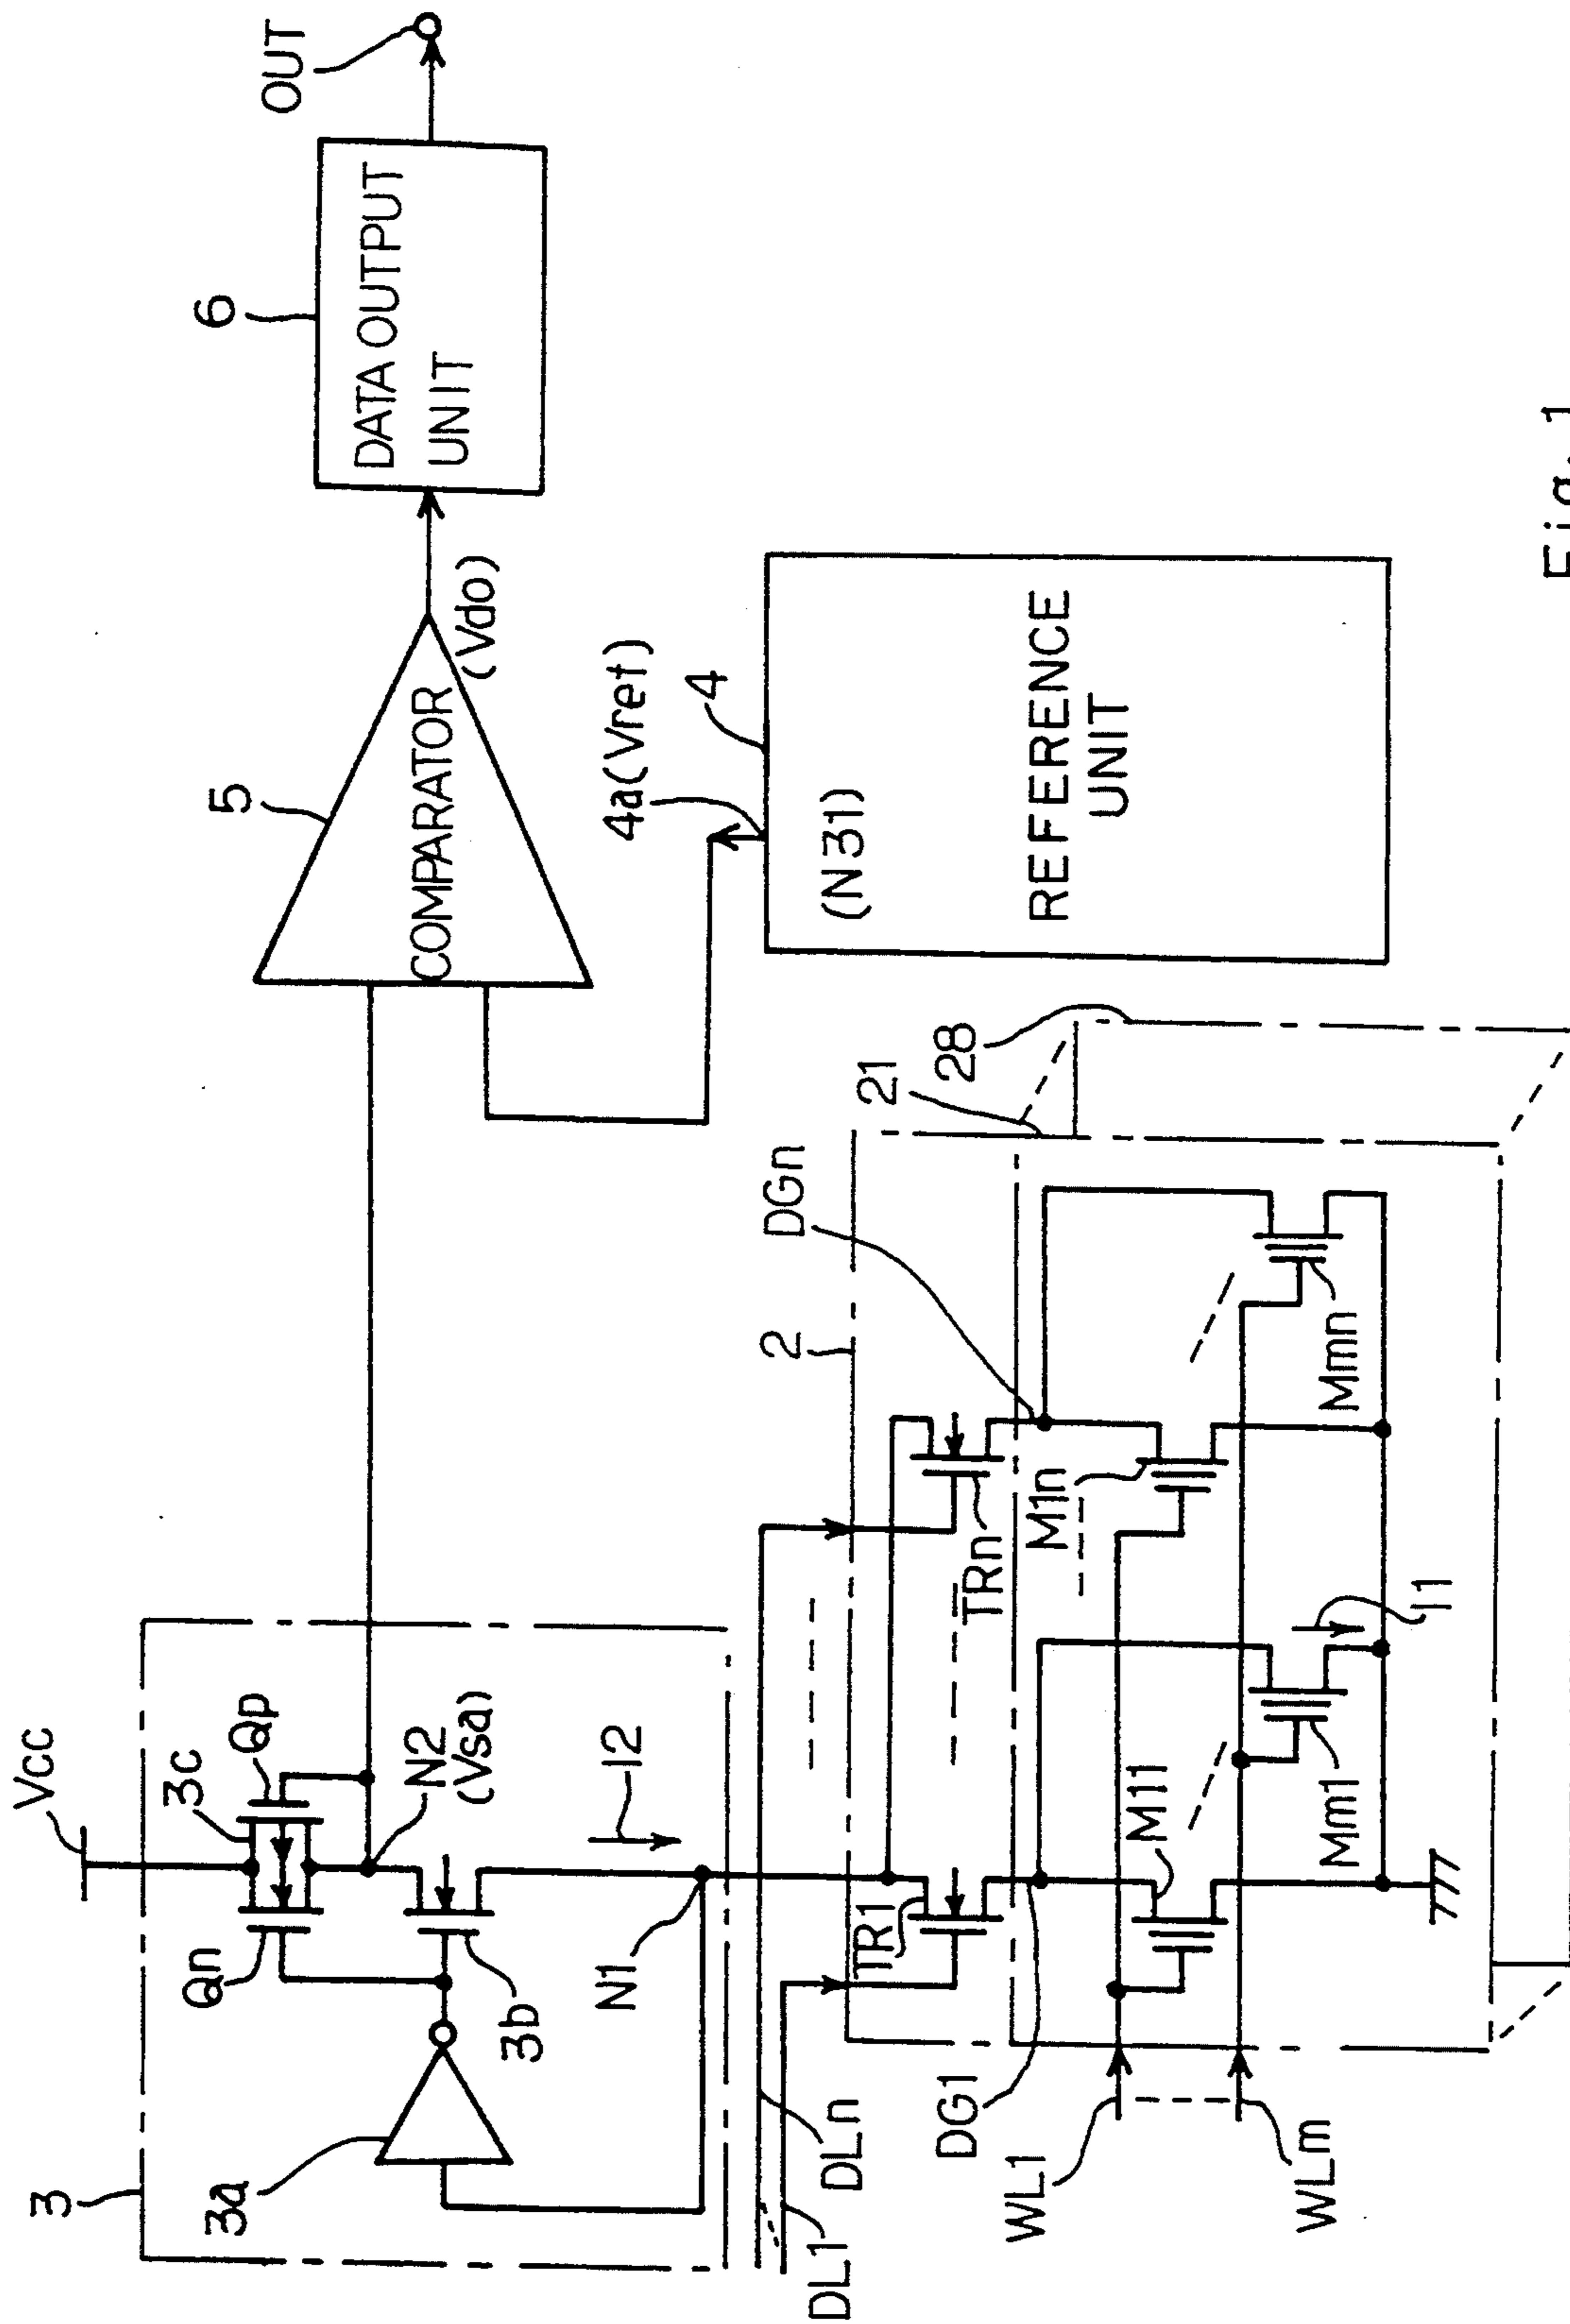 Vcc
3
3a
3c
Qp
Qn
N2
(Vsa)
3b
I2
N1
5
COMPARATOR
(Vdo)
6
DATA OUTPUT
UNIT
OUT
4a(Vref)
4
(N31)
REFERENCE
UNIT
DL1
DLn
2
DGn
21
28
TR1
TRn
DG1
M1n
M11
WL1
WLm
Mm1
I1
Mmn
Fig. 1